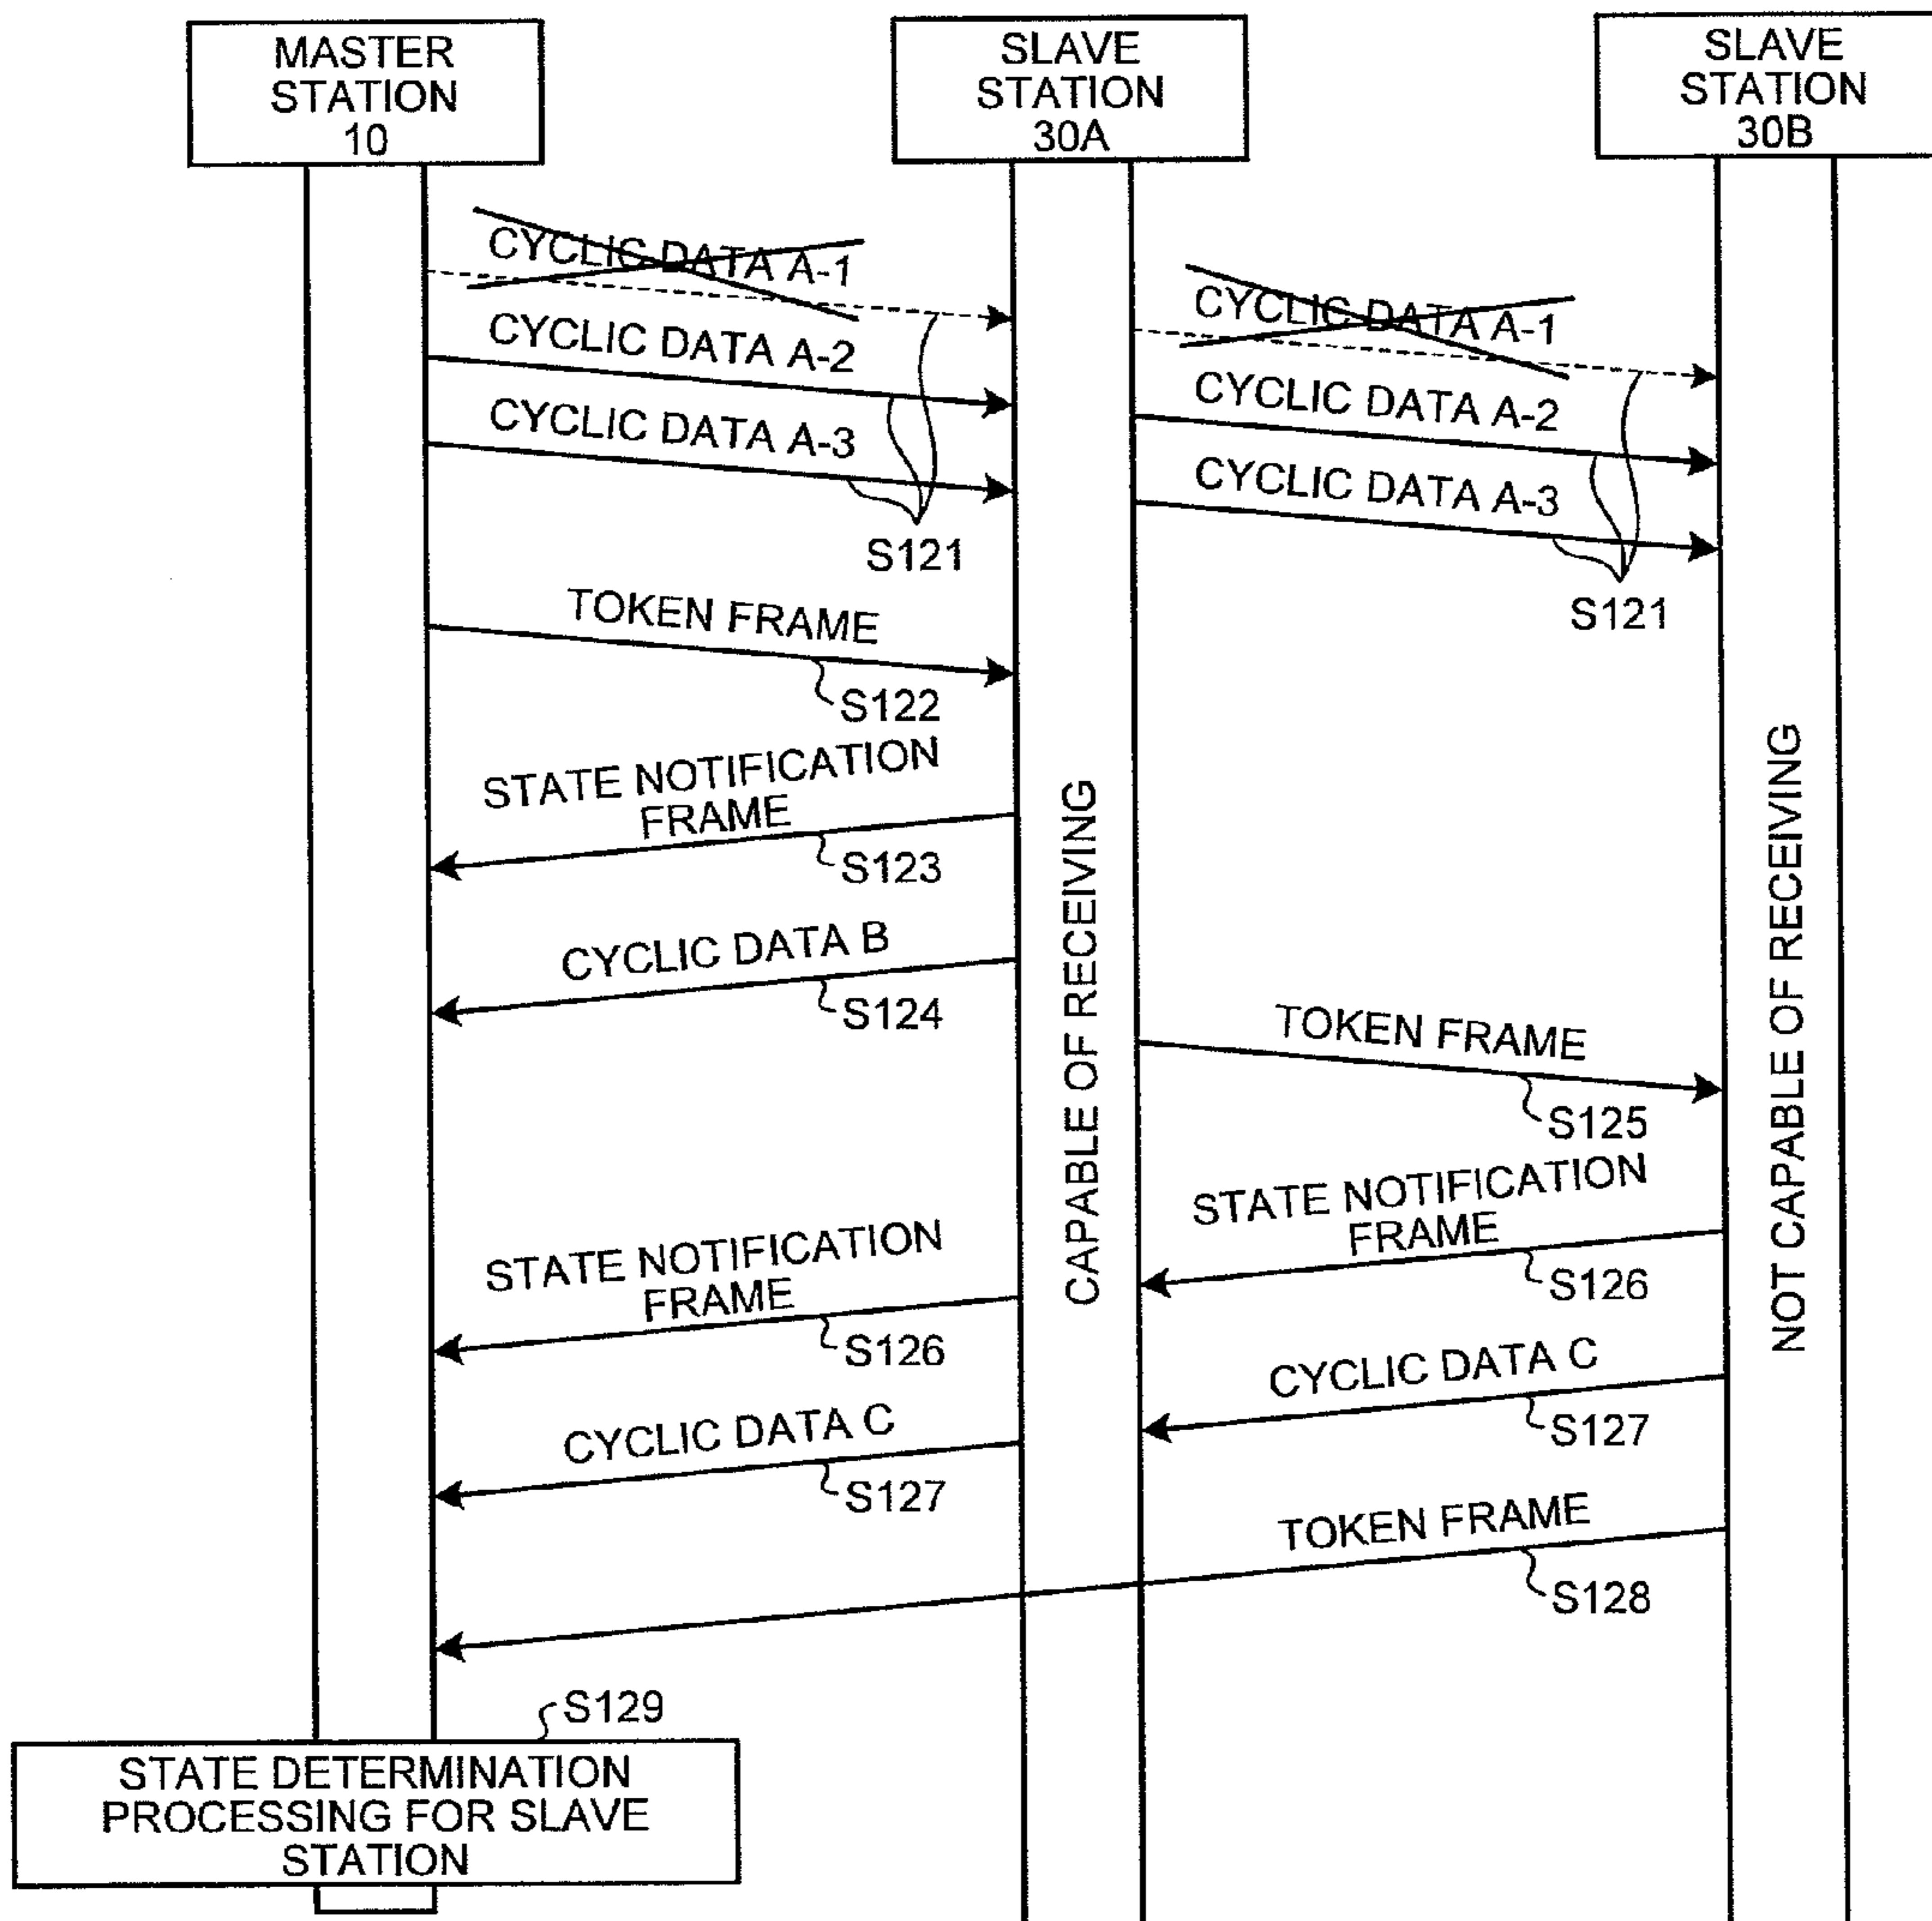 MASTER
STATION
10
SLAVE
STATION
30A
SLAVE
STATION
30B
CYCLIC DATA A-1
CYCLIC DATA A-1
CYCLIC DATA A-2
CYCLIC DATA A-2
CYCLIC DATA A-3
CYCLIC DATA A-3
S121
S121
TOKEN FRAME
S122
STATE NOTIFICATION
FRAME
S123
CYCLIC DATA B
S124
CAPABLE OF RECEIVING
NOT CAPABLE OF RECEIVING
TOKEN FRAME
S125
STATE NOTIFICATION
FRAME
S126
STATE NOTIFICATION
FRAME
S126
CYCLIC DATA C
S127
CYCLIC DATA C
S127
TOKEN FRAME
S128
S129
STATE DETERMINATION
PROCESSING FOR SLAVE
STATION